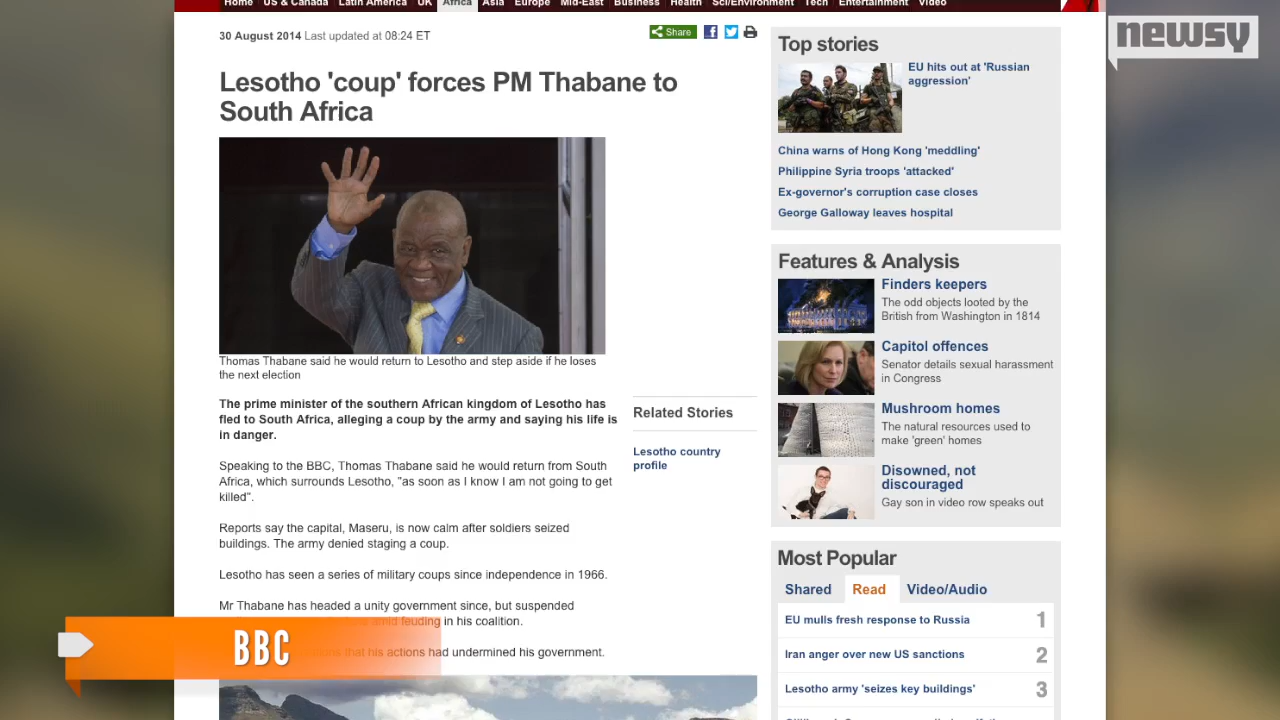 Home US & Canada Latin America UK Africa Asia Europe Mid-East Business Health Sci/Environment Tech Entertainment Video
newsy
30 August 2014 Last updated at 08:24 ET
Share
Lesotho 'coup' forces PM Thabane to
South Africa
Thomas Thabane said he would return to Lesotho and step aside if he loses
the next election
The prime minister of the southern African kingdom of Lesotho has
fled to South Africa, alleging a coup by the army and saying his life is
in danger.
Speaking to the BBC, Thomas Thabane said he would return from South
Africa, which surrounds Lesotho, "as soon as I know I am not going to get
killed".
Reports say the capital, Maseru, is now calm after soldiers seized
buildings. The army denied staging a coup.
Lesotho has seen a series of military coups since independence in 1966.
Mr Thabane has headed a unity government since, but suspended
amid feuding in his coalition.
that his actions had undermined his government.
Related Stories
Lesotho country
profile
Top stories
EU hits out at 'Russian
aggression'
China warns of Hong Kong 'meddling'
Philippine Syria troops 'attacked'
Ex-governor's corruption case closes
George Galloway leaves hospital
Features & Analysis
Finders keepers
The odd objects looted by the
British from Washington in 1814
Capitol offences
Senator details sexual harassment
in Congress
Mushroom homes
The natural resources used to
make 'green' homes
Disowned, not
discouraged
Gay son in video row speaks out
Most Popular
Shared Read Video/Audio
EU mulls fresh response to Russia 1
Iran anger over new US sanctions 2
Lesotho army 'seizes key buildings' 3
BBC